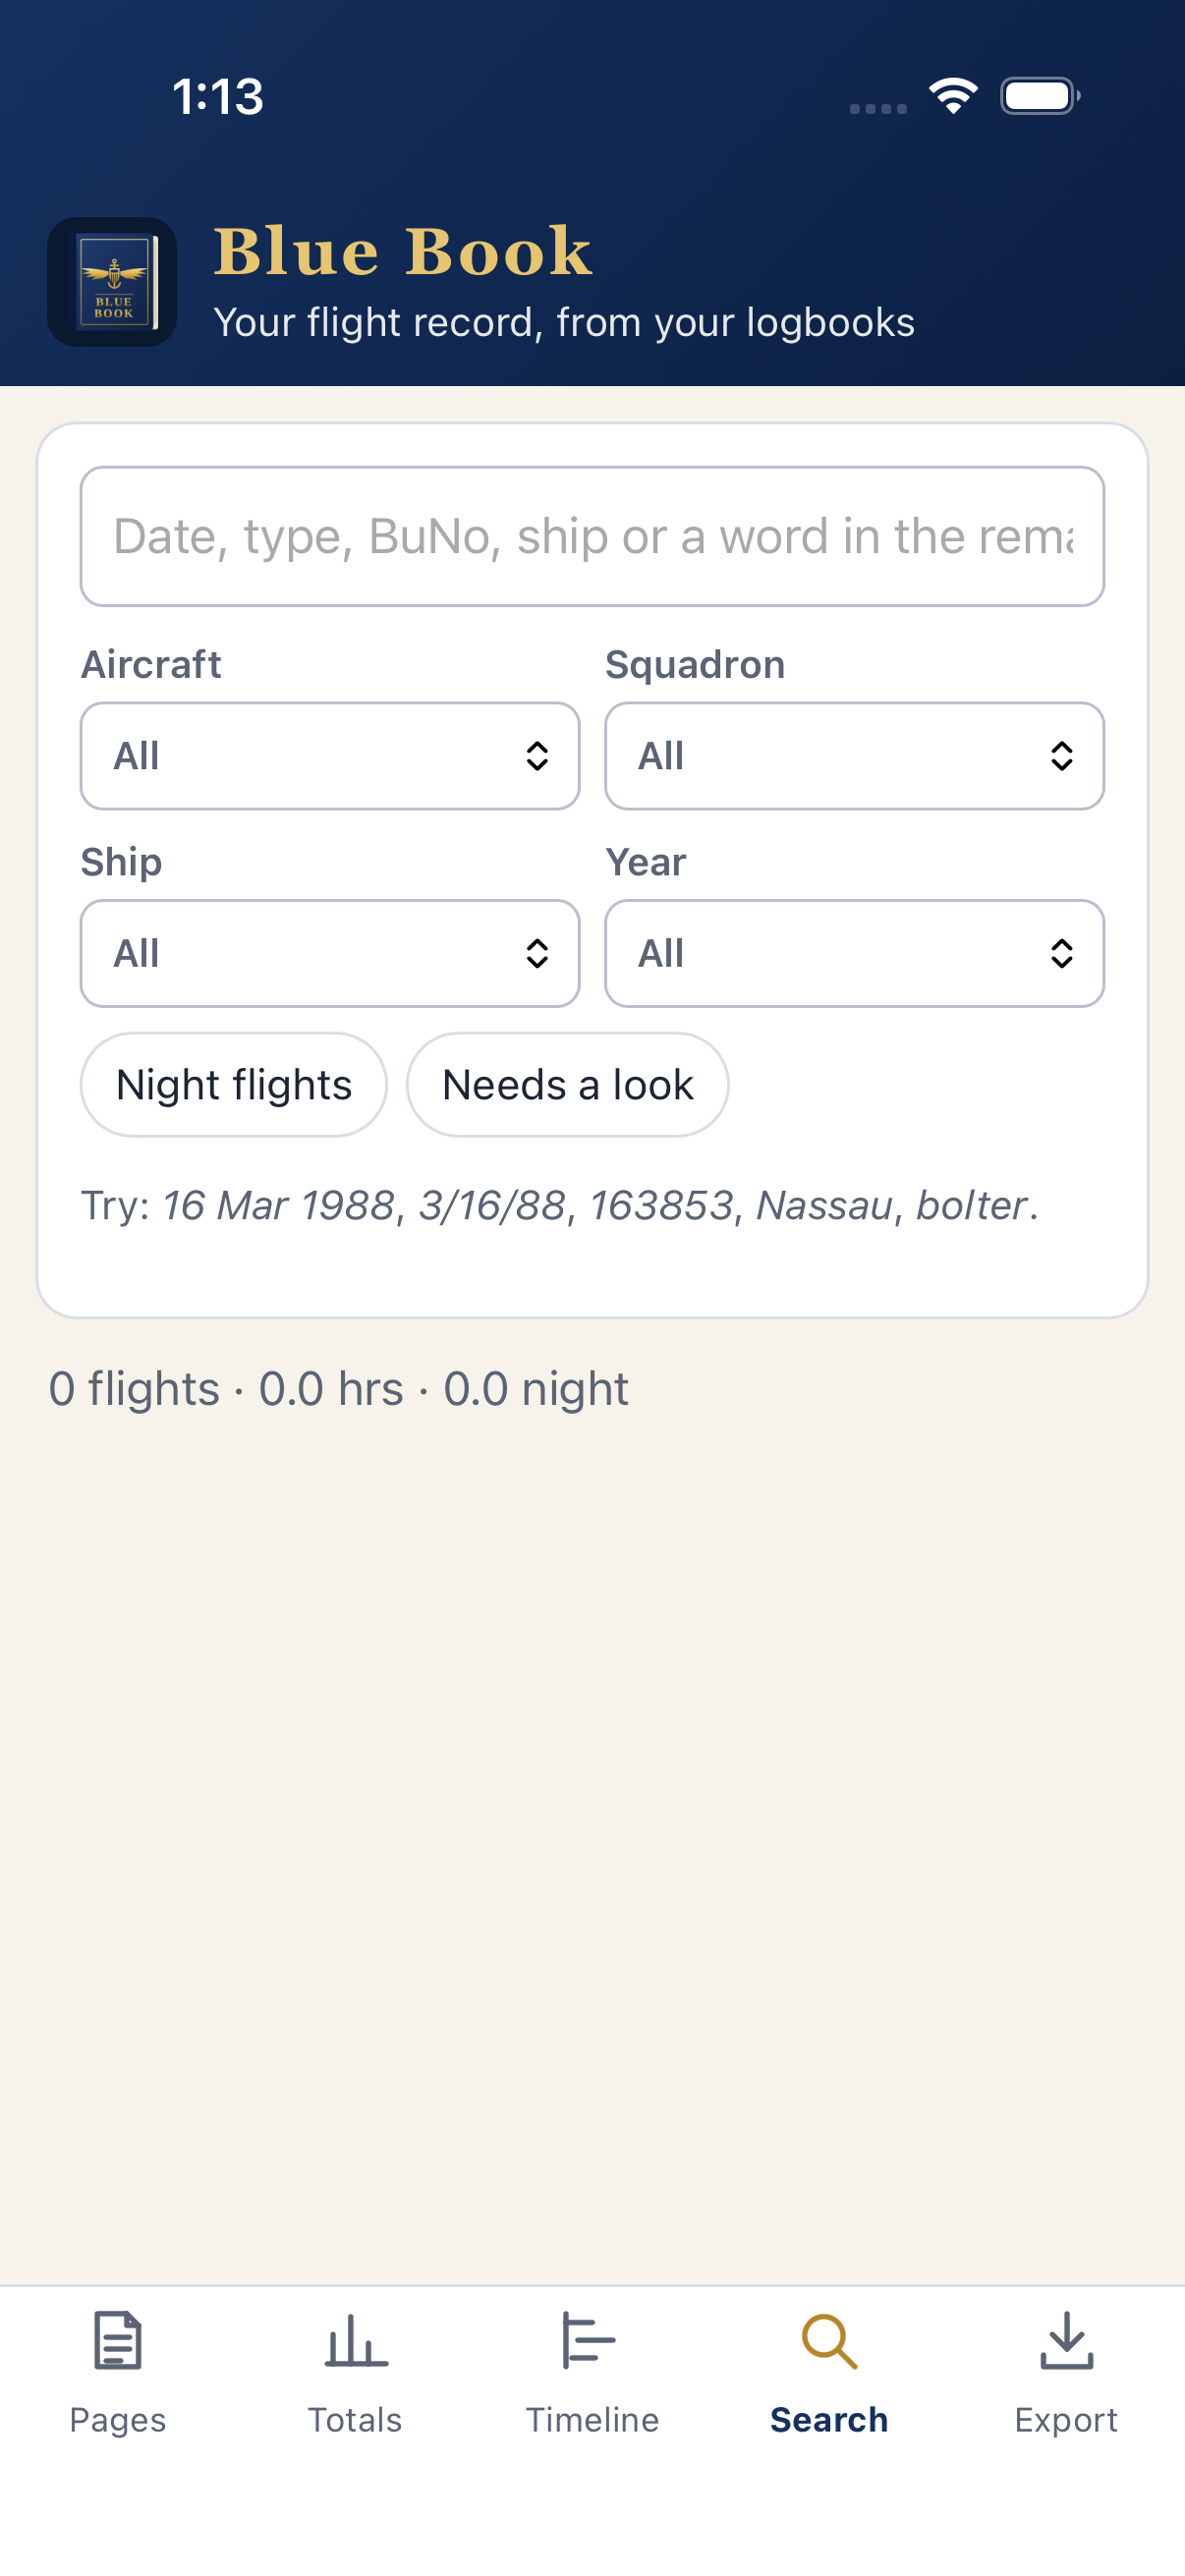 1:13
BLUE
BOOK
Blue Book
Your flight record, from your logbooks
Date, type, BuNo, ship or a word in the rema
Aircraft
Squadron
All
All
Ship
Year
All
All
Night flights
Needs a look
Try: 16 Mar 1988, 3/16/88, 163853, Nassau, bolter.
0 flights · 0.0 hrs · 0.0 night
Pages
Totals
Timeline
Search
Export